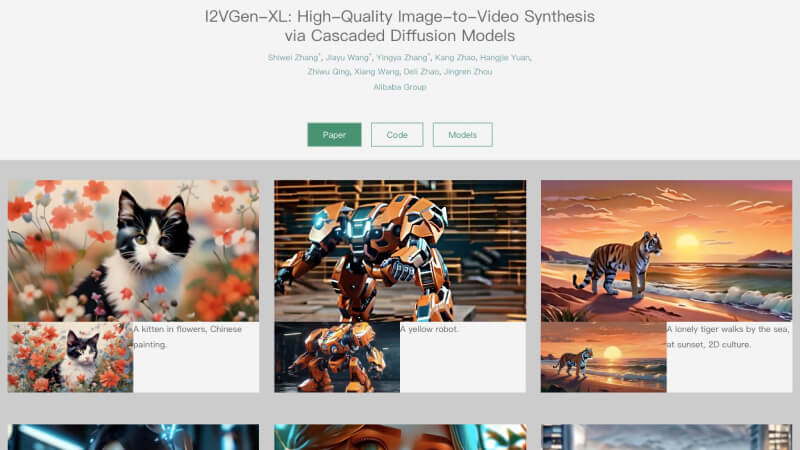 I2VGen-XL: High-Quality Image-to-Video Synthesis
via Cascaded Diffusion Models
Shiwei Zhang*, Jiayu Wang*, Yingya Zhang*, Kang Zhao, Hangjie Yuan,
Zhiwu Qing, Xiang Wang, Deli Zhao, Jingren Zhou
Alibaba Group
Paper
Code
Models
A kitten in flowers, Chinese
painting.
A yellow robot.
A lonely tiger walks by the sea,
at sunset, 2D culture.